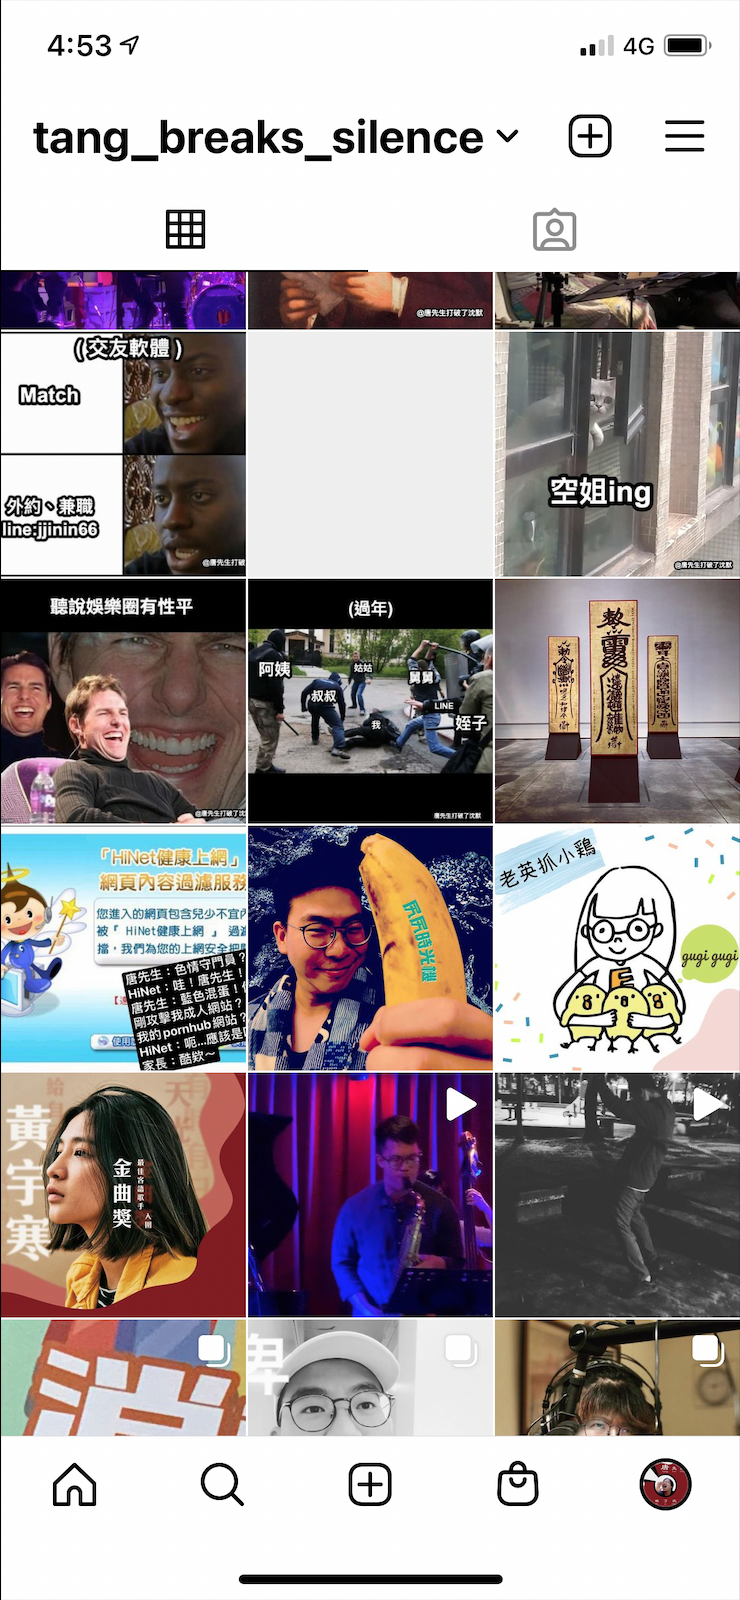 4:53
4G
tang_breaks_silence
@唐先生打破了沈默
(交友軟體)
Match
外約、兼職
line:jjinin66
@唐先生打破
空姐ing
@唐先生打破了沈默
聽說娛樂圈有性平
@唐先生打破了沈
(過年)
阿姨
姑姑
舅舅
叔叔
LINE
我
姪子
@唐先生打破了沈默
「HiNet健康上網」
網頁內容過濾服務
您進入的網頁包含兒少不宜內
被『 HiNet健康上網 』 過濾
擋，我們為您的上網安全把關
唐先生：色情守門員？
HiNet：哇！唐先生！
唐先生：藍色混蛋！
剛攻擊我成人網站？
我的pornhub網站？
HiNet：呃...應該是
家長：酷欸～
尻尻時光機
老英抓小鷄
gugi gugi
黃宇寒
金曲獎
最佳客語歌手
入圍